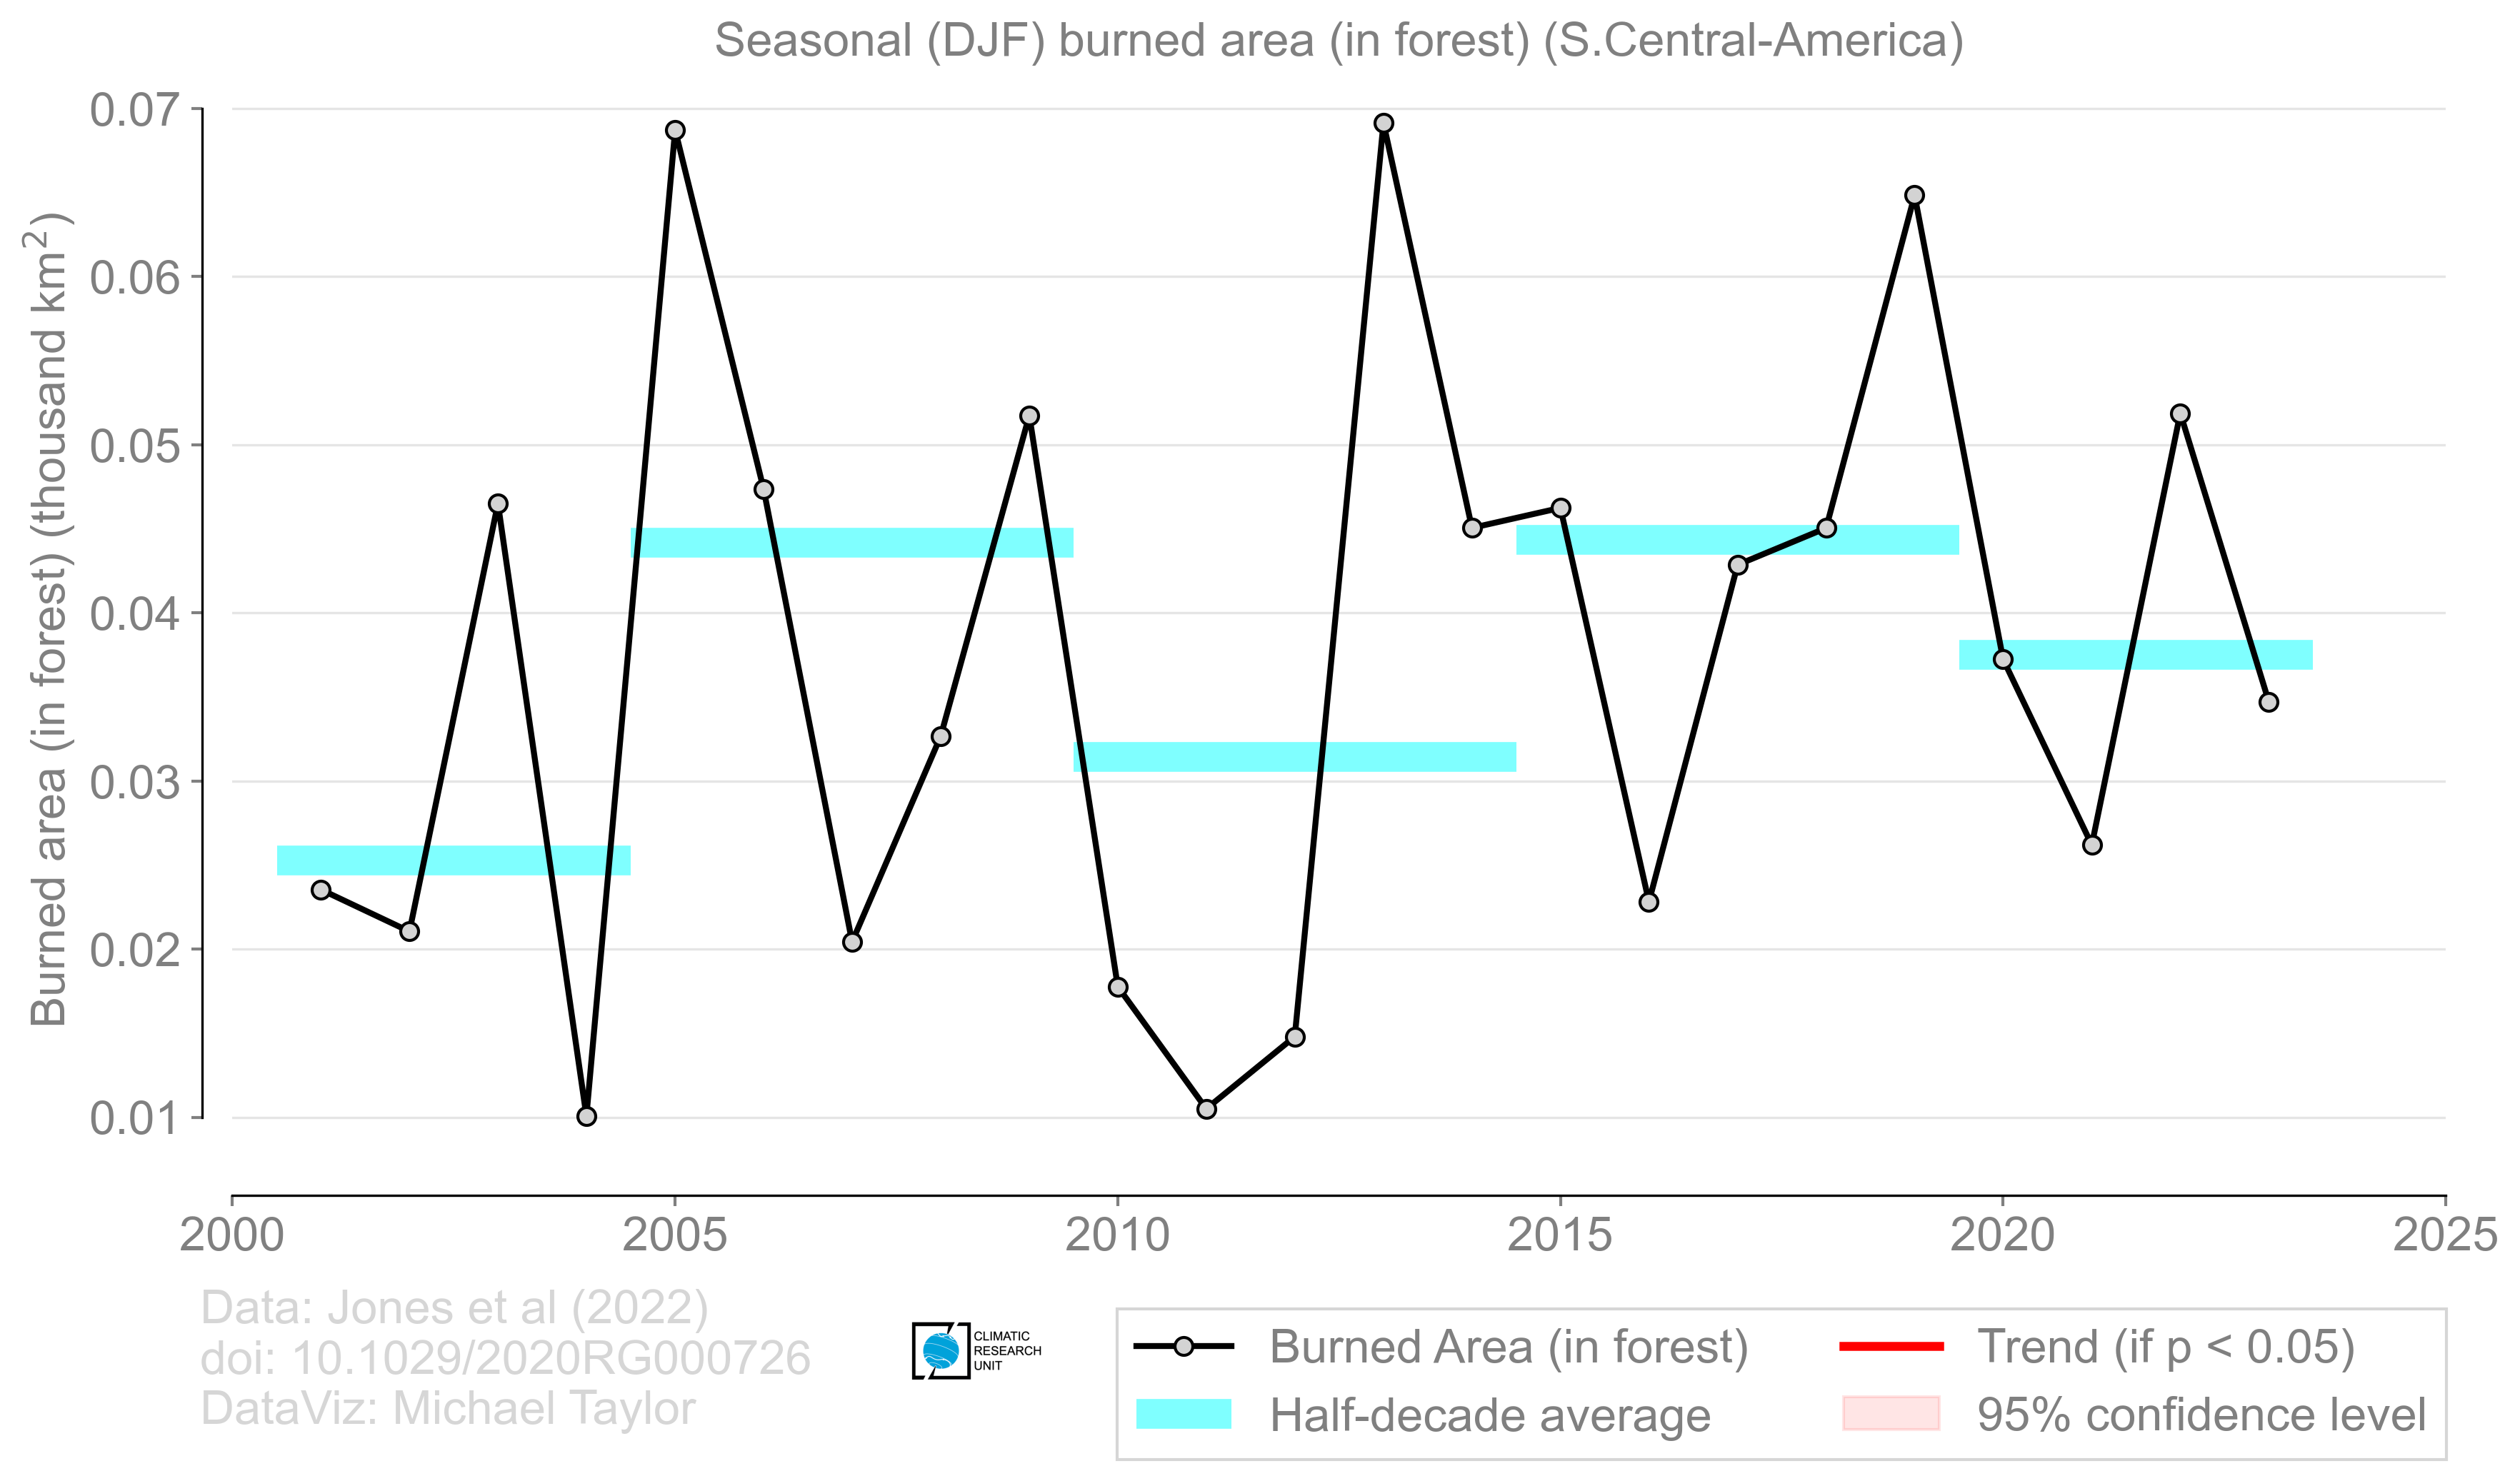 Seasonal (DJF) burned area (in forest) (S.Central-America)
Burned area (in forest) (thousand km²)
0.07
0.06
0.05
0.04
0.03
0.02
0.01
2000 2005 2010 2015 2020 2025
Data: Jones et al (2022)
doi: 10.1029/2020RG000726
DataViz: Michael Taylor
CLIMATIC
RESEARCH
UNIT
Burned Area (in forest)
Half-decade average
Trend (if p < 0.05)
95% confidence level